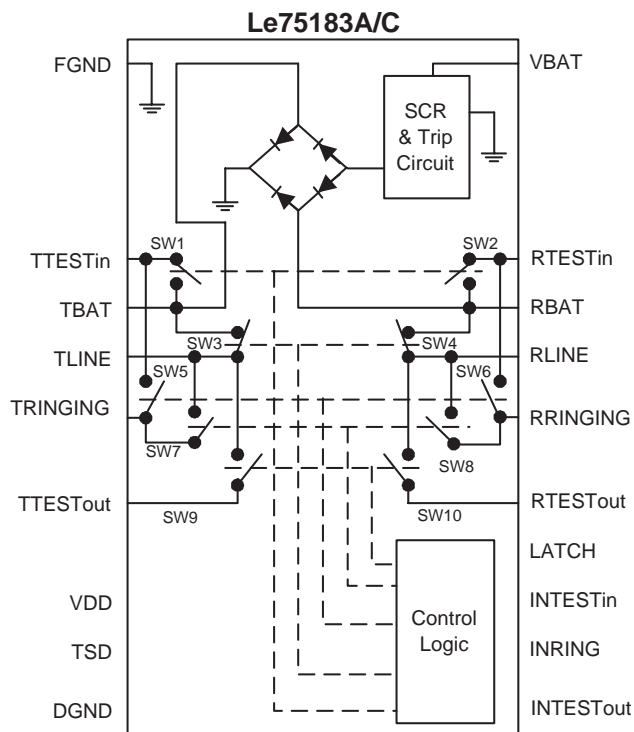 Le75183A/C
FGND
VBAT
SCR
& Trip
Circuit
SW1
SW2
TTESTin
RTESTin
TBAT
RBAT
SW3
SW4
TLINE
RLINE
SW5
SW6
TRINGING
RRINGING
SW7
SW8
TTESTout
RTESTout
SW9
SW10
LATCH
VDD
INTESTin
Control
Logic
TSD
INRING
DGND
INTESTout